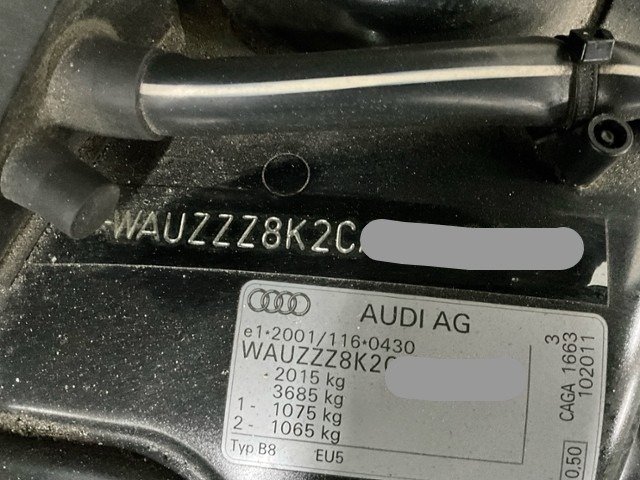 WAUZZZ8K2C
AUDI AG
e1*2001/116*0430
WAUZZZ8K2C
- 2015 kg
3685 kg
1 - 1075 kg
2 - 1065 kg
Typ B8 EU5
3
CAGA 1663
102011
0.50